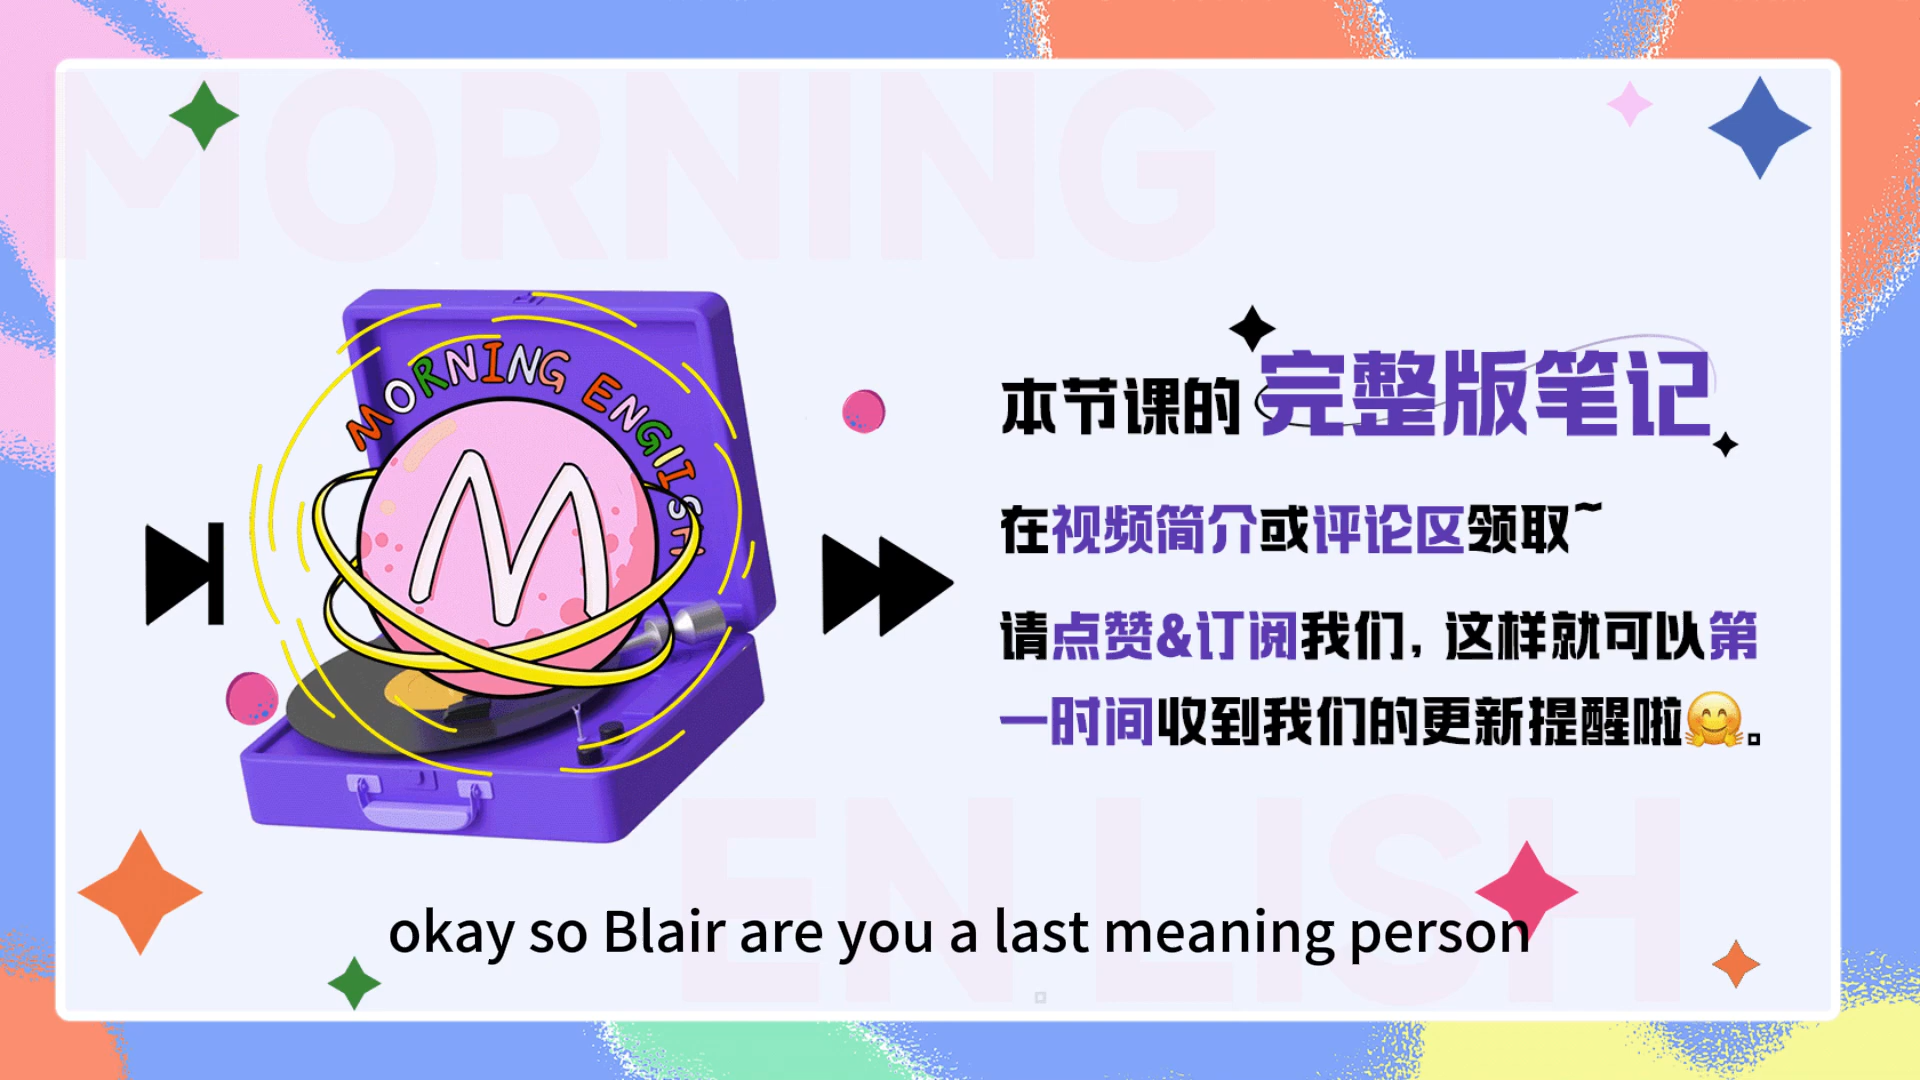 MORNING
MORNING ENGLISH
M
本节课的完整版笔记
在视频简介或评论区领取~
请点赞&订阅我们，这样就可以第
一时间收到我们的更新提醒啦🤗。
EN LISH
okay so Blair are you a last meaning person